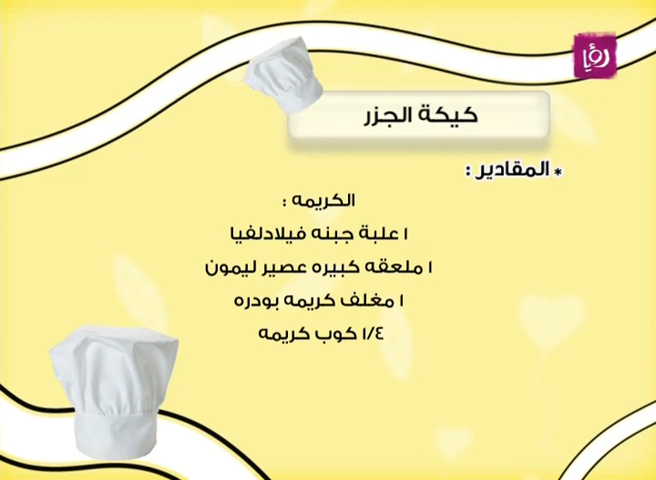 رؤيا
كيكة الجزر
* المقادير :
الكريمه :
١ علبة جبنه فيلادلفيا
١ ملعقه كبيره عصير ليمون
١ مغلف كريمه بودره
١/٤ كوب كريمه